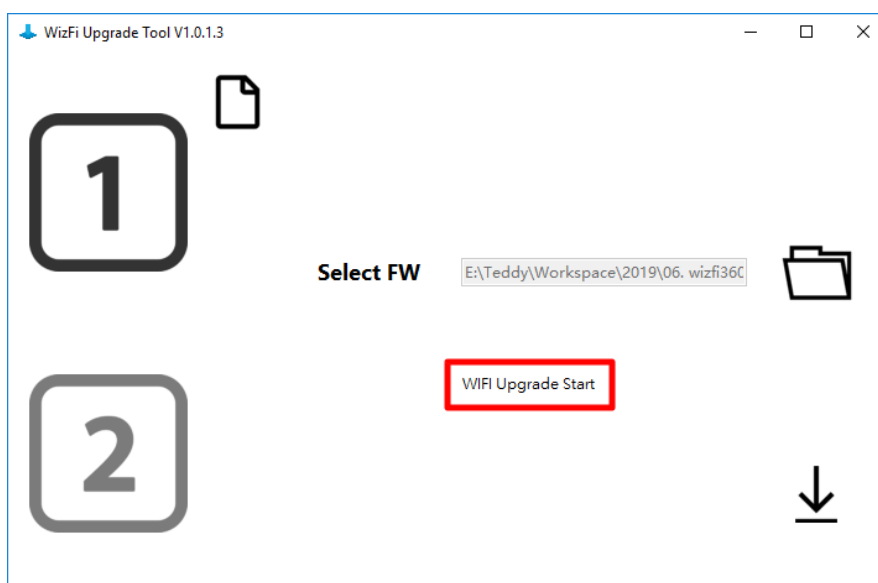 WizFi Upgrade Tool V1.0.1.3
1
Select FW
E:\Teddy\Workspace\2019\06. wizfi360
WIFI Upgrade Start
2